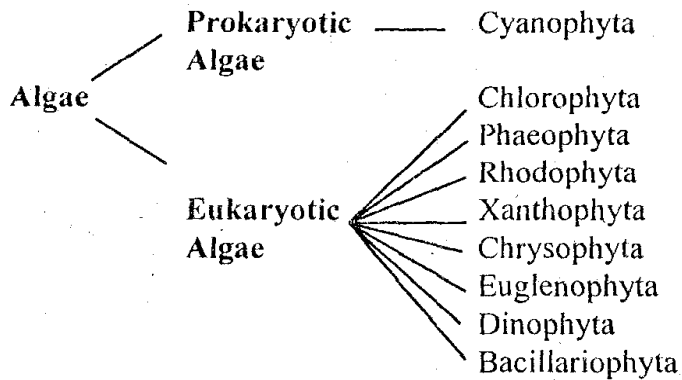 Prokaryotic
Algae
Cyanophyta
Algae
Chlorophyta
Phaeophyta
Rhodophyta
Xanthophyta
Eukaryotic
Algae
Chrysophyta
Euglenophyta
Dinophyta
Bacillariophyta